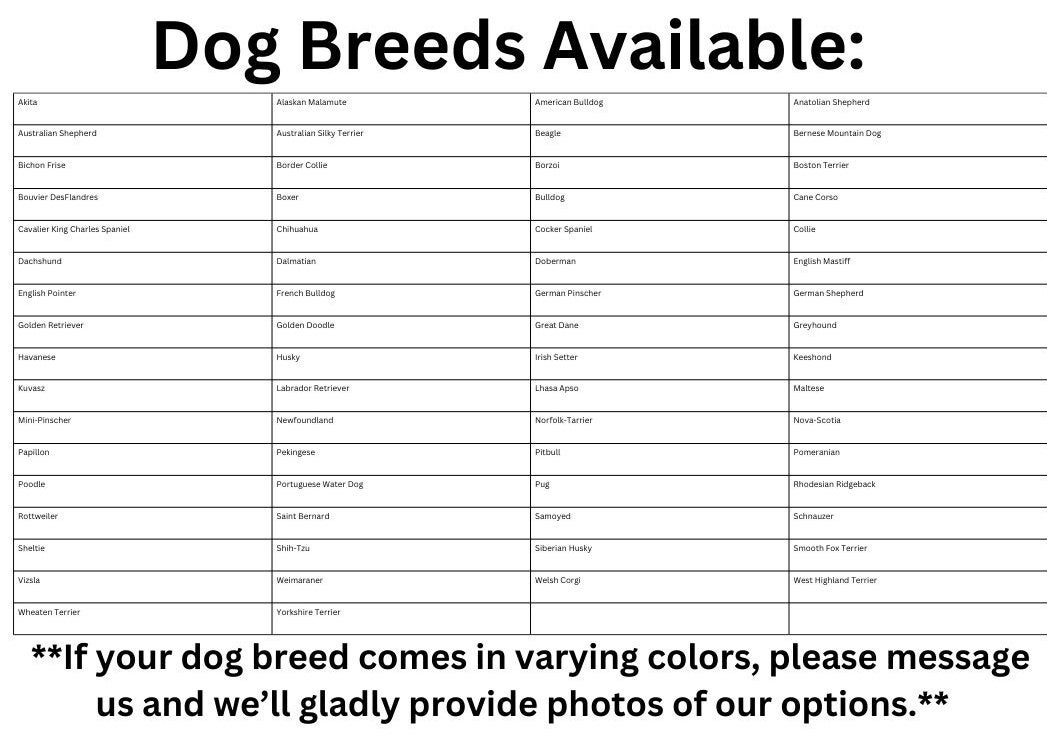 Dog Breeds Available:
Akita Alaskan Malamute American Bulldog Anatolian Shepherd
Australian Shepherd Australian Silky Terrier Beagle Bernese Mountain Dog
Bichon Frise Border Collie Borzoi Boston Terrier
Bouvier DesFlandres Boxer Bulldog Cane Corso
Cavalier King Charles Spaniel Chihuahua Cocker Spaniel Collie
Dachshund Dalmatian Doberman English Mastiff
English Pointer French Bulldog German Pinscher German Shepherd
Golden Retriever Golden Doodle Great Dane Greyhound
Havanese Husky Irish Setter Keeshond
Kuvasz Labrador Retriever Lhasa Apso Maltese
Mini-Pinscher Newfoundland Norfolk-Tarrier Nova-Scotia
Papillon Pekingese Pitbull Pomeranian
Poodle Portuguese Water Dog Pug Rhodesian Ridgeback
Rottweiler Saint Bernard Samoyed Schnauzer
Sheltie Shih-Tzu Siberian Husky Smooth Fox Terrier
Vizsla Weimaraner Welsh Corgi West Highland Terrier
Wheaten Terrier Yorkshire Terrier
**If your dog breed comes in varying colors, please message
us and we’ll gladly provide photos of our options.**